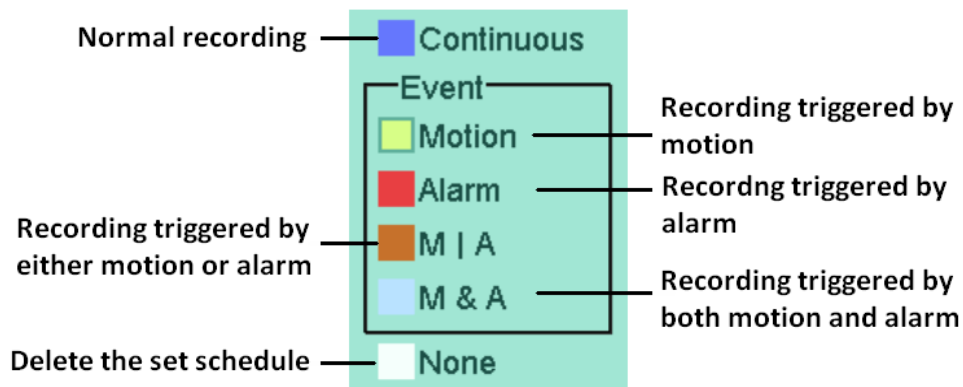 Normal recording
Continuous
Event
Motion
Recording triggered by
motion
Alarm
Recordng triggered by
alarm
Recording triggered by
either motion or alarm
M | A
M & A
Recording triggered by
both motion and alarm
Delete the set schedule
None